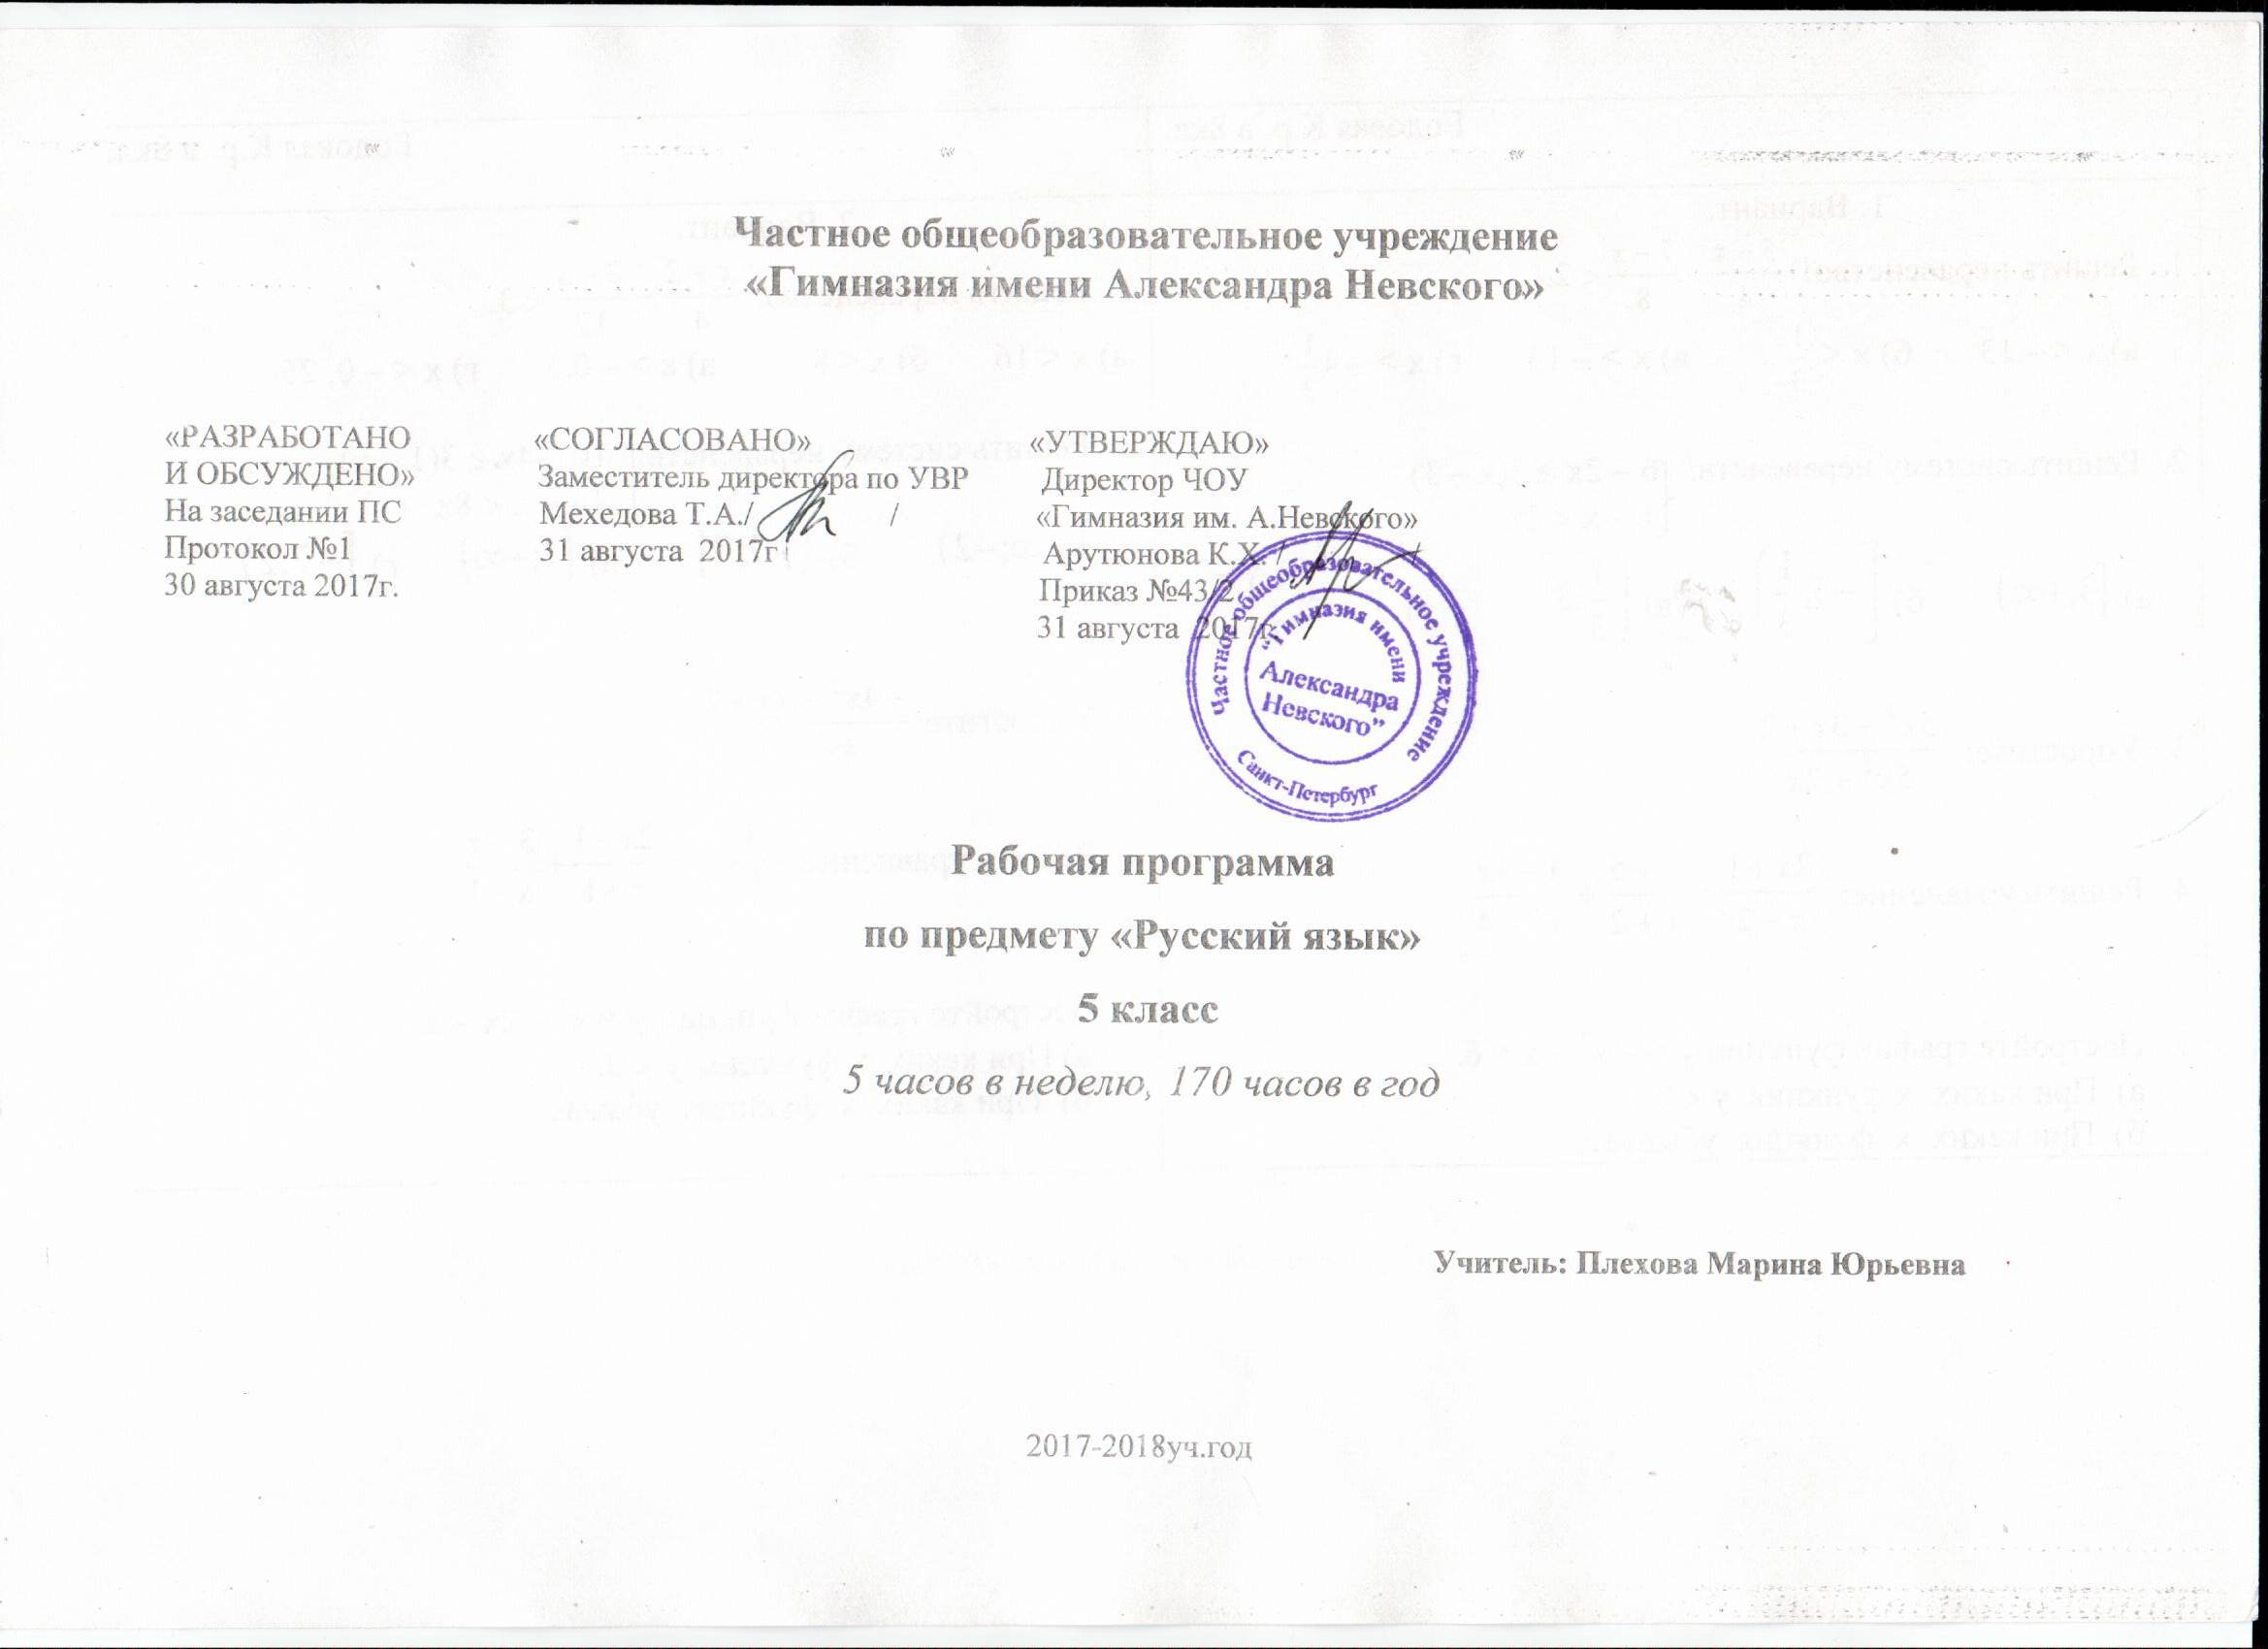 Частное общеобразовательное учреждение
«Гимназия имени Александра Невского»
«РАЗРАБОТАНО
И ОБСУЖДЕНО»
На заседании ПС
Протокол №1
30 августа 2017г.
«СОГЛАСОВАНО»
Заместитель директора по УВР
Мехедова Т.А./ /
31 августа 2017г
«УТВЕРЖДАЮ»
Директор ЧОУ
«Гимназия им. А.Невского»
Арутюнова К.Х. / /
Приказ №43/2
31 августа 2017г.
Частное общеобразовательное учреждение
"Гимназия имени
Александра
Невского"
Санкт-Петербург
Рабочая программа
по предмету «Русский язык»
5 класс
5 часов в неделю, 170 часов в год
Учитель: Плехова Марина Юрьевна
2017-2018уч.год